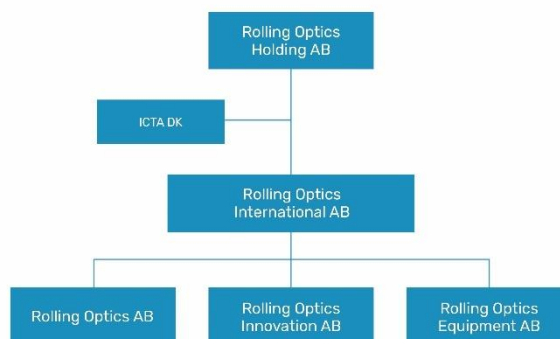 Rolling Optics
Holding AB
ICTA DK
Rolling Optics
International AB
Rolling Optics AB
Rolling Optics
Innovation AB
Rolling Optics
Equipment AB